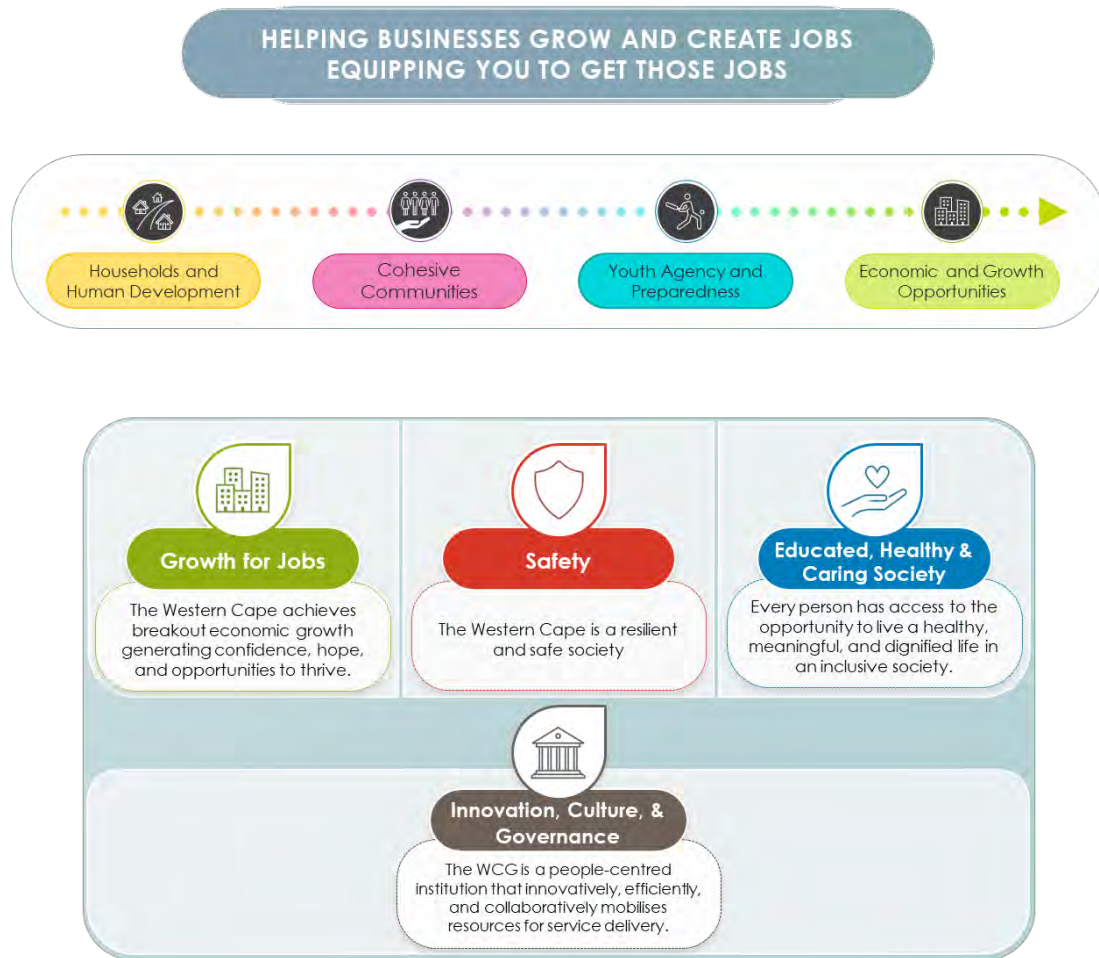 HELPING BUSINESSES GROW AND CREATE JOBS
EQUIPPING YOU TO GET THOSE JOBS
Households and
Human Development
Cohesive
Communities
Youth Agency and
Preparedness
Economic and Growth
Opportunities
Growth for Jobs
The Western Cape achieves
breakout economic growth
generating confidence, hope,
and opportunities to thrive.
Safety
The Western Cape is a resilient
and safe society
Educated, Healthy &
Caring Society
Every person has access to the
opportunity to live a healthy,
meaningful, and dignified life in
an inclusive society.
Innovation, Culture, &
Governance
The WCG is a people-centred
institution that innovatively, efficiently,
and collaboratively mobilises
resources for service delivery.